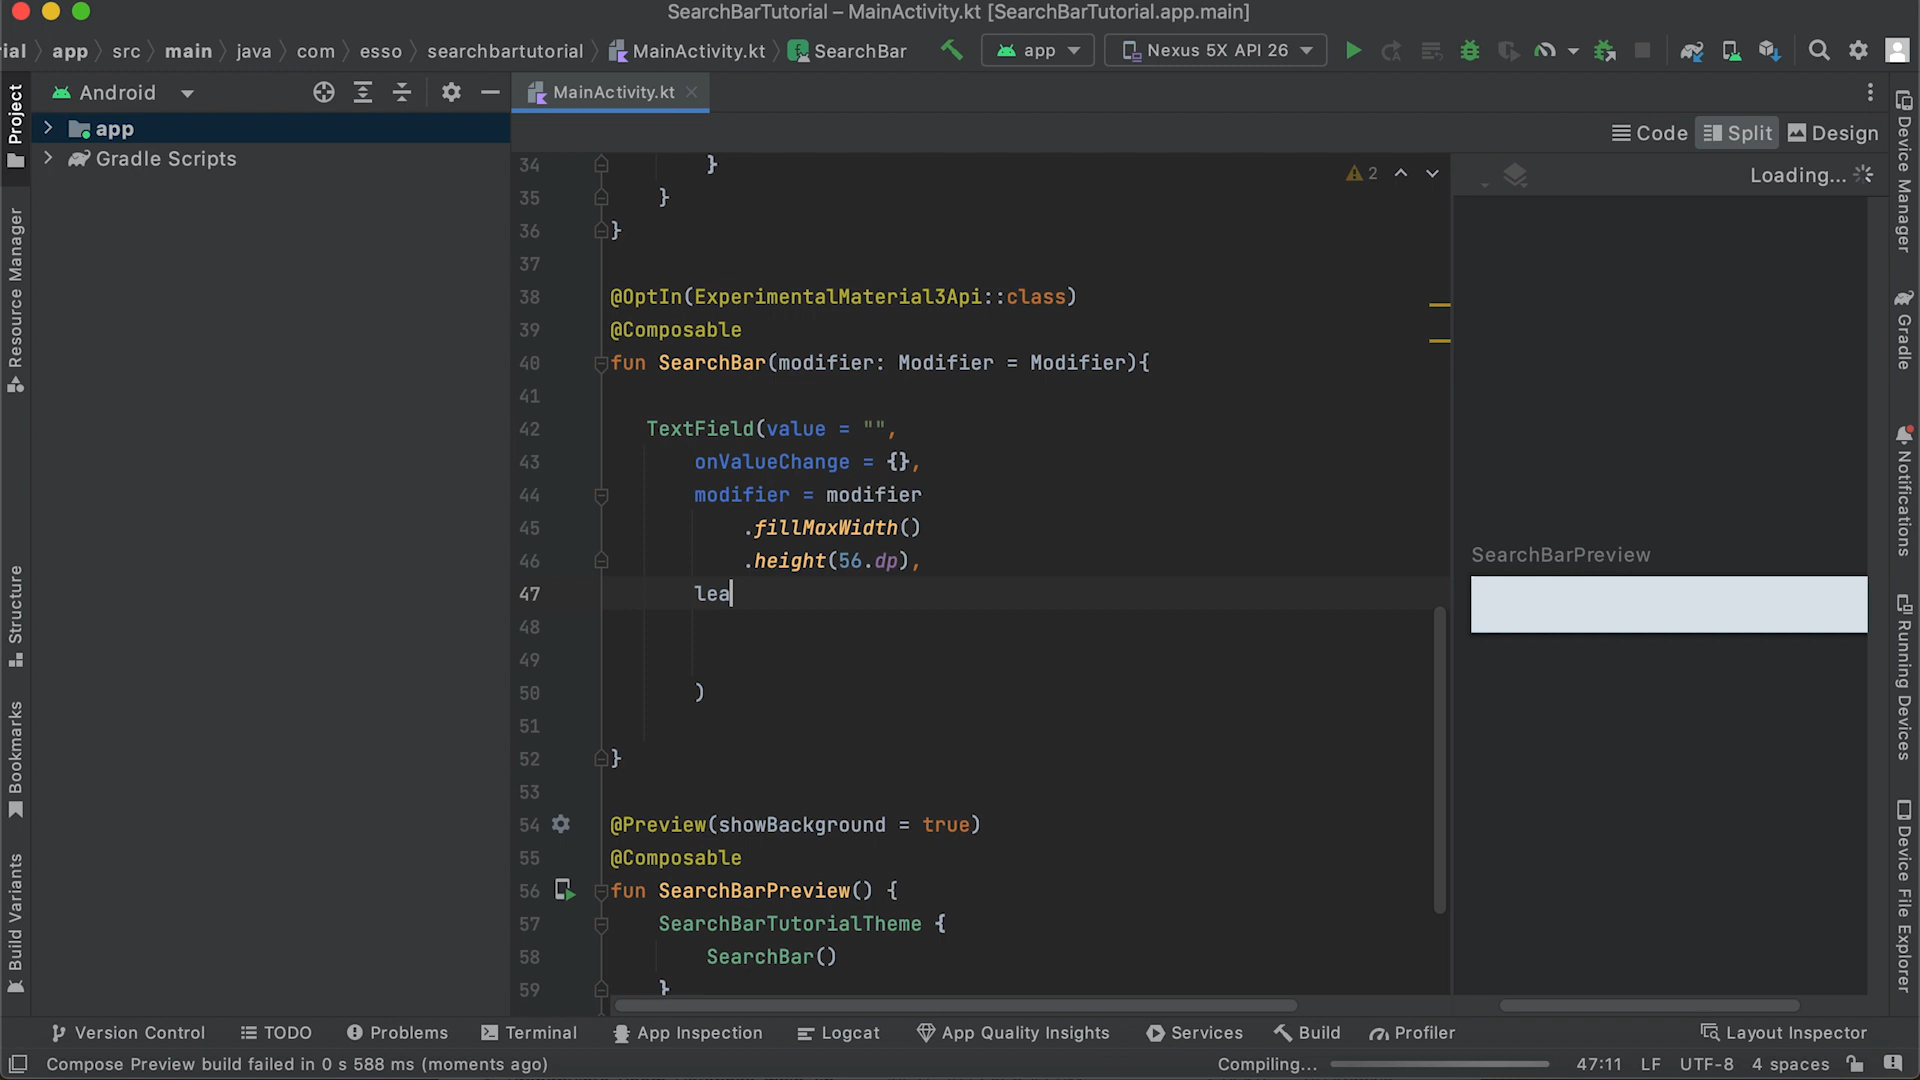 SearchBarTutorial – MainActivity.kt [SearchBarTutorial.app.main]
ial app src main java com esso searchbartutorial MainActivity.kt SearchBar app Nexus 5X API 26
Android
MainActivity.kt
app
Gradle Scripts
Code Split Design
2
Loading...
34 }
35 }
36 }
37
38 @OptIn(ExperimentalMaterial3Api::class)
39 @Composable
40 fun SearchBar(modifier: Modifier = Modifier){
41
42 TextField(value = "",
43 onValueChange = {},
44 modifier = modifier
45 .fillMaxWidth()
46 .height(56.dp),
47 lea
48
49
50 )
51
52 }
53
54 @Preview(showBackground = true)
55 @Composable
56 fun SearchBarPreview() {
57 SearchBarTutorialTheme {
58 SearchBar()
59 }
SearchBarPreview
Project
Resource Manager
Structure
Bookmarks
Build Variants
Device Manager
Gradle
Notifications
Running Devices
Device File Explorer
Version Control TODO Problems Terminal App Inspection Logcat App Quality Insights Services Build Profiler Layout Inspector
Compose Preview build failed in 0 s 588 ms (moments ago) Compiling... 47:11 LF UTF-8 4 spaces